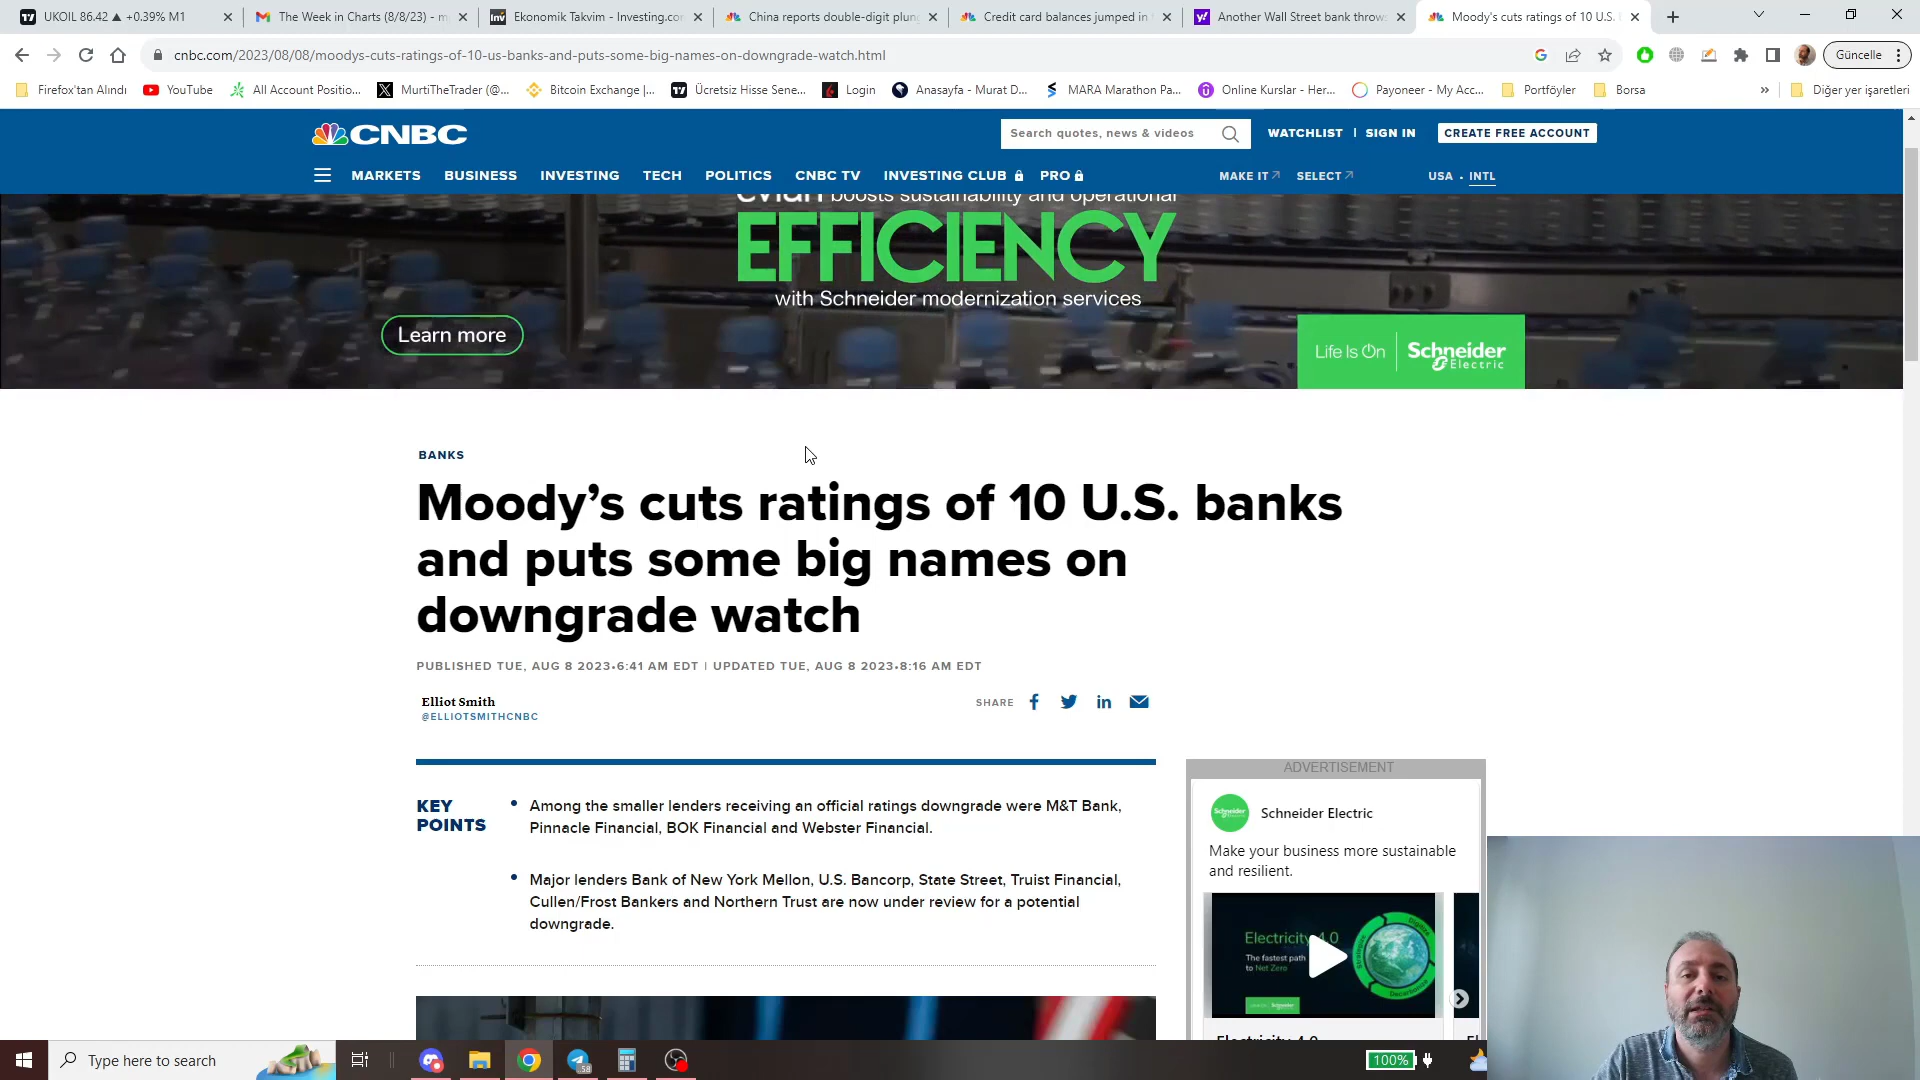 UKOIL 86.42 ▲ +0.39% M1
The Week in Charts (8/8/23) - m
Ekonomik Takvim - Investing.co
China reports double-digit plun
Credit card balances jumped in
Another Wall Street bank throw
Moody's cuts ratings of 10 U.S.
cnbc.com/2023/08/08/moodys-cuts-ratings-of-10-us-banks-and-puts-some-big-names-on-downgrade-watch.html
Güncelle
Firefox'tan Alındı
YouTube
All Account Positio...
MurtiTheTrader (@...
Bitcoin Exchange |...
Ücretsiz Hisse Sene...
Login
Anasayfa - Murat D...
MARA Marathon Pa...
Online Kurslar - Her...
Payoneer - My Acc...
Portföyler
Borsa
»
Diğer yer işaretleri
CNBC
Search quotes, news & videos
WATCHLIST | SIGN IN
CREATE FREE ACCOUNT
MARKETS BUSINESS INVESTING TECH POLITICS CNBC TV INVESTING CLUB PRO
MAKE IT SELECT
USA · INTL
evian boosts sustainability and operational
EFFICIENCY
with Schneider modernization services
Learn more
Life Is On | Schneider Electric
BANKS
Moody’s cuts ratings of 10 U.S. banks
and puts some big names on
downgrade watch
PUBLISHED TUE, AUG 8 2023•6:41 AM EDT | UPDATED TUE, AUG 8 2023•8:16 AM EDT
Elliot Smith
@ELLIOTSMITHCNBC
SHARE
KEY
POINTS
• Among the smaller lenders receiving an official ratings downgrade were M&T Bank,
Pinnacle Financial, BOK Financial and Webster Financial.
• Major lenders Bank of New York Mellon, U.S. Bancorp, State Street, Truist Financial,
Cullen/Frost Bankers and Northern Trust are now under review for a potential
downgrade.
ADVERTISEMENT
Schneider Electric
Make your business more sustainable
and resilient.
Electricity 4.0
The fastest path
to Net Zero
Electricity 4.0
Type here to search
100%